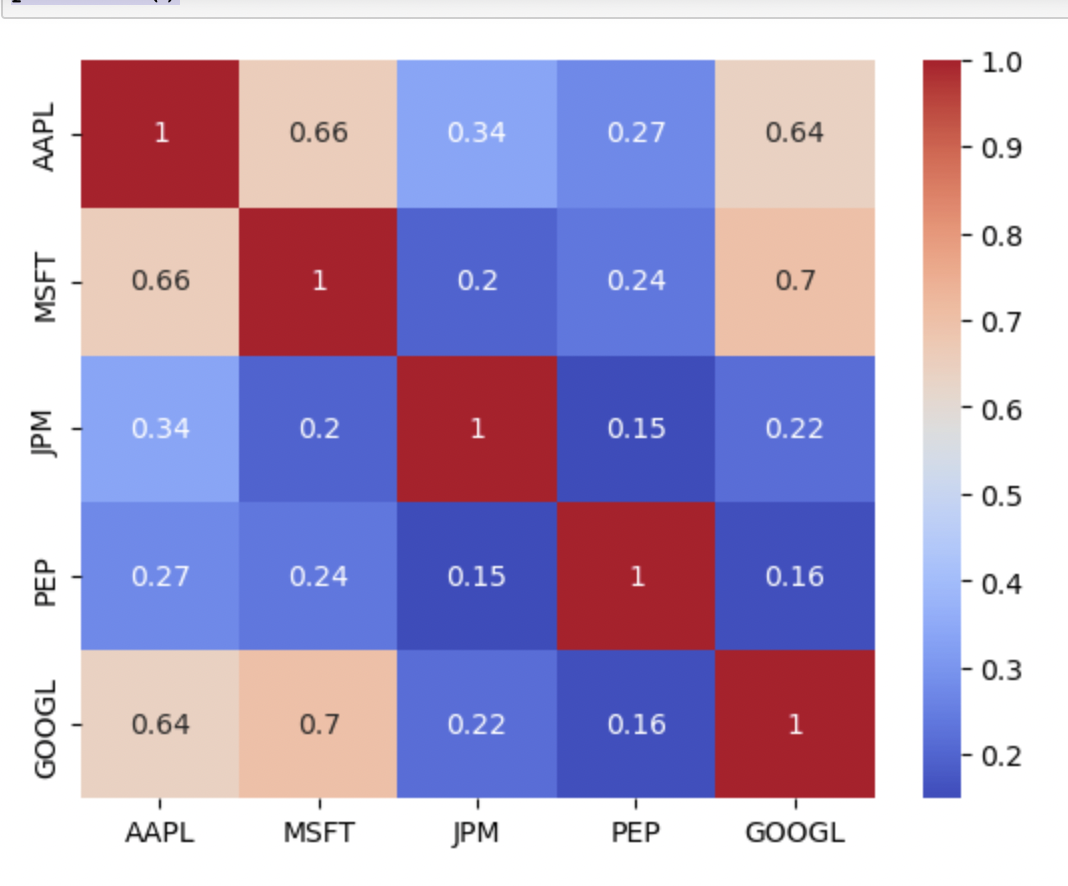 1.0
AAPL 1 0.66 0.34 0.27 0.64
0.9
0.8
MSFT 0.66 1 0.2 0.24 0.7
0.7
0.6
JPM 0.34 0.2 1 0.15 0.22
0.5
0.4
PEP 0.27 0.24 0.15 1 0.16
0.3
GOOGL 0.64 0.7 0.22 0.16 1
0.2
AAPL MSFT JPM PEP GOOGL